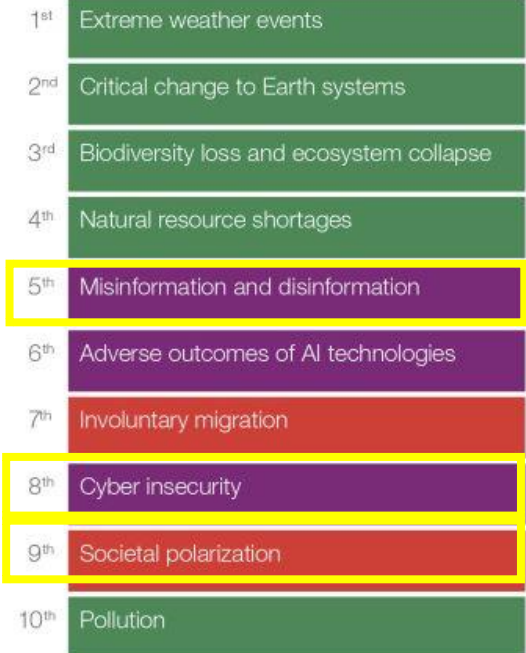 1st Extreme weather events
2nd Critical change to Earth systems
3rd Biodiversity loss and ecosystem collapse
4th Natural resource shortages
5th Misinformation and disinformation
6th Adverse outcomes of AI technologies
7th Involuntary migration
8th Cyber insecurity
9th Societal polarization
10th Pollution